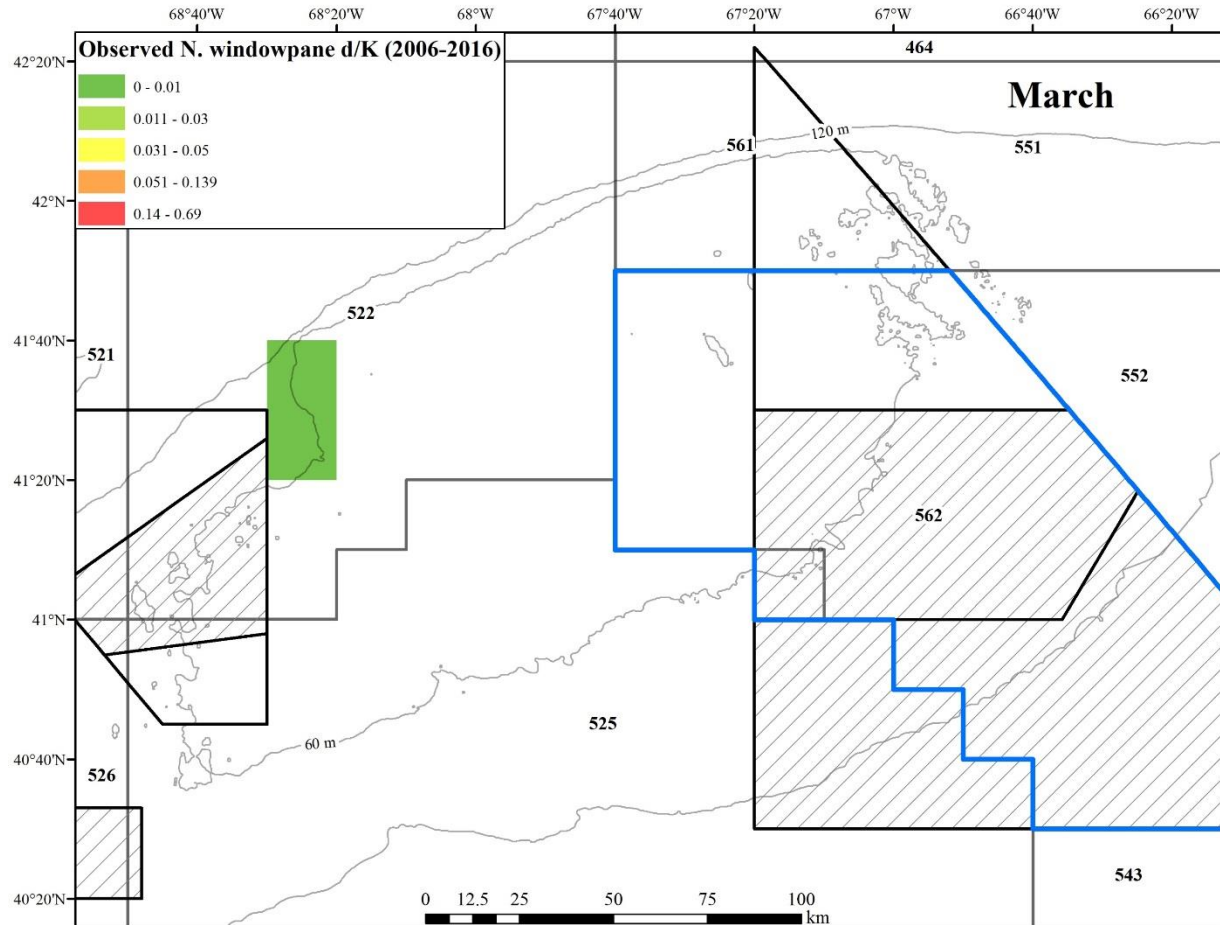 68°40'W 68°20'W 68°W 67°40'W 67°20'W 67°W 66°40'W 66°20'W
Observed N. windowpane d/K (2006-2016)
0 - 0.01
0.011 - 0.03
0.031 - 0.05
0.051 - 0.139
0.14 - 0.69
March
42°20'N
42°N
41°40'N
41°20'N
41°N
40°40'N
40°20'N
464
120 m
561
551
522
521
552
562
525
60 m
526
543
0 12.5 25 50 75 100
km